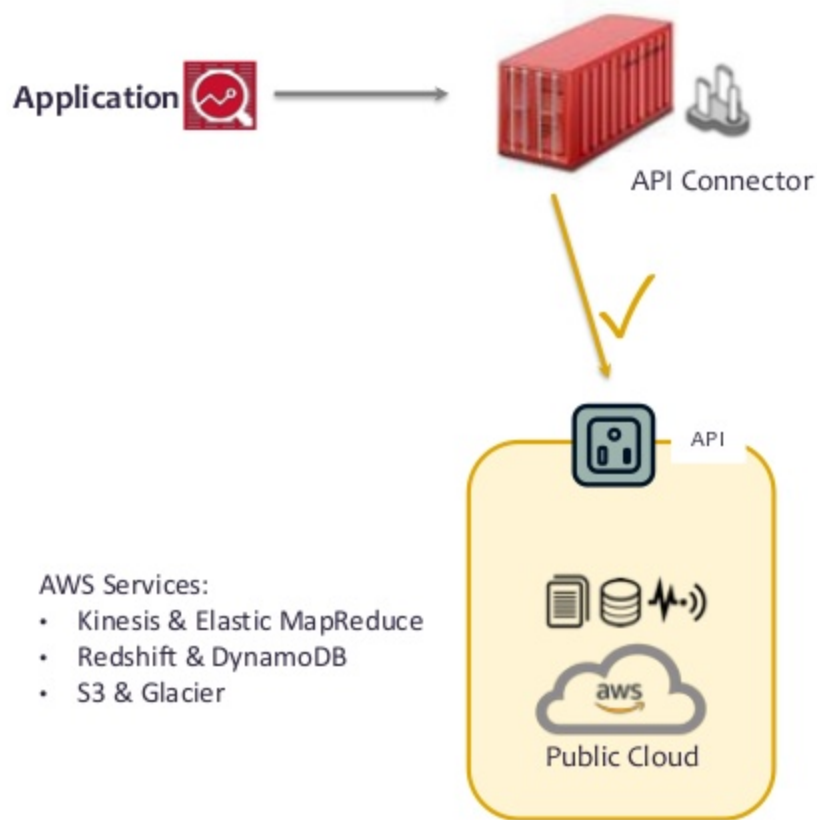 Application
API Connector
API
AWS Services:
• Kinesis & Elastic MapReduce
• Redshift & DynamoDB
• S3 & Glacier
aws
Public Cloud